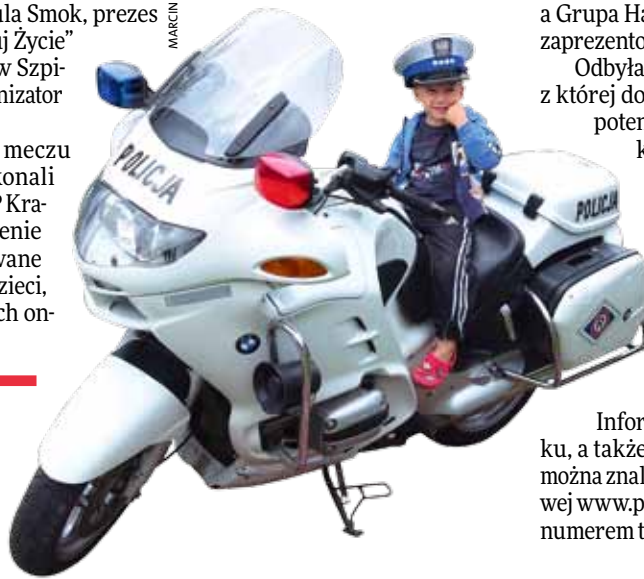 ula Smok, prezes
j Życie”
w Szpi-
nizator
meczu
konali
? Kra-
enie
wane
zieci,
ch on-
MARCIN
POLICJA
POLICJA
a Grupa Ha
zaprezento
Odbyła
z której do
poten
k
Infor
ku, a także
można znal
wej www.p
numerem t